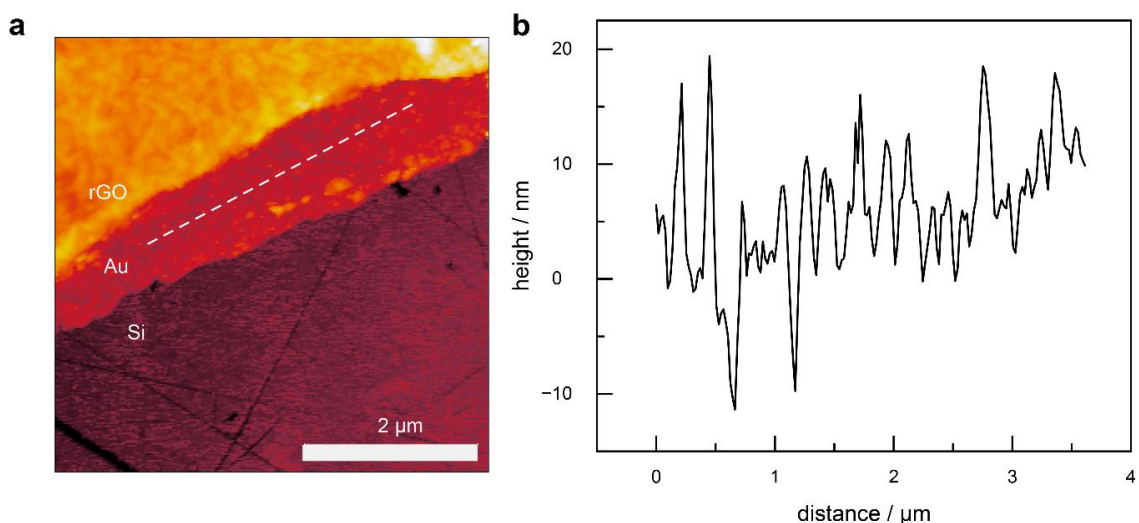 a
rGO
Au
Si
2 µm
b
height / nm
20
10
0
−10
0
1
2
3
4
distance / µm